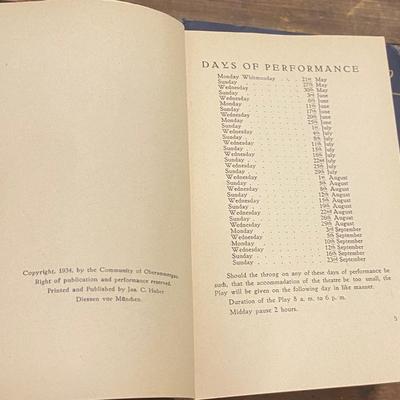 Copyright, 1934, by the Community of Oberammergau.
Right of publication and performance reserved.
Printed and Published by Jos. C. Huber
Diessen vor München.
DAYS OF PERFORMANCE
Monday Whitmonday . . . 21st May
Sunday . . . 27th May
Wednesday . . . 30th May
Sunday . . . 3rd June
Wednesday . . . 6th June
Monday . . . 11th June
Sunday . . . 17th June
Wednesday . . . 20th June
Monday . . . 25th June
Sunday . . . 1st July
Wednesday . . . 4th July
Sunday . . . 8th July
Wednesday . . . 11th July
Sunday . . . 15th July
Wednesday . . . 18th July
Sunday . . . 22nd July
Wednesday . . . 25th July
Sunday . . . 29th July
Wednesday . . . 1st August
Sunday . . . 5th August
Wednesday . . . 8th August
Sunday . . . 12th August
Wednesday . . . 15th August
Sunday . . . 19th August
Wednesday . . . 22nd August
Sunday . . . 26th August
Monday . . . 3rd September
Wednesday . . . 5th September
Monday . . . 10th September
Wednesday . . . 12th September
Sunday . . . 16th September
Sunday . . . 23rd September
Should the throng on any of these days of performance be
such, that the accommodation of the theatre be too small, the
Play will be given on the following day in like manner.
Duration of the Play 8 a. m. to 6 p. m.
Midday pause 2 hours.
5